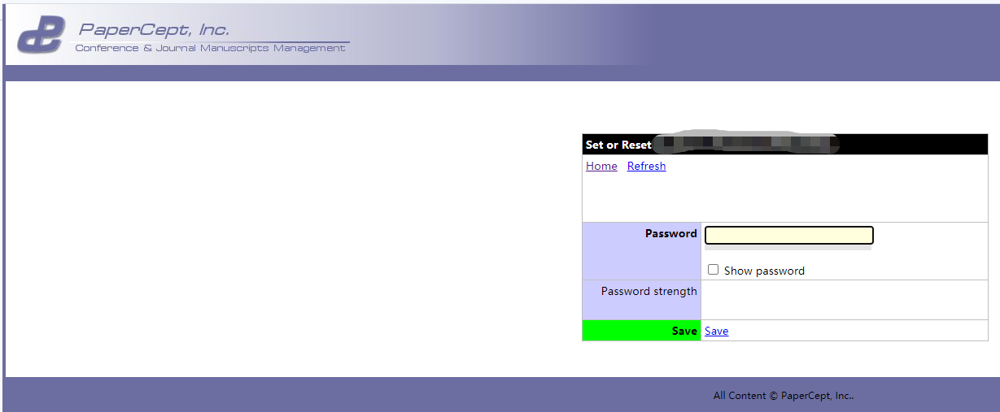 PaperCept, Inc.
Conference & Journal Manuscripts Management
Set or Reset
Home Refresh
Password
Show password
Password strength
Save Save
All Content © PaperCept, Inc..